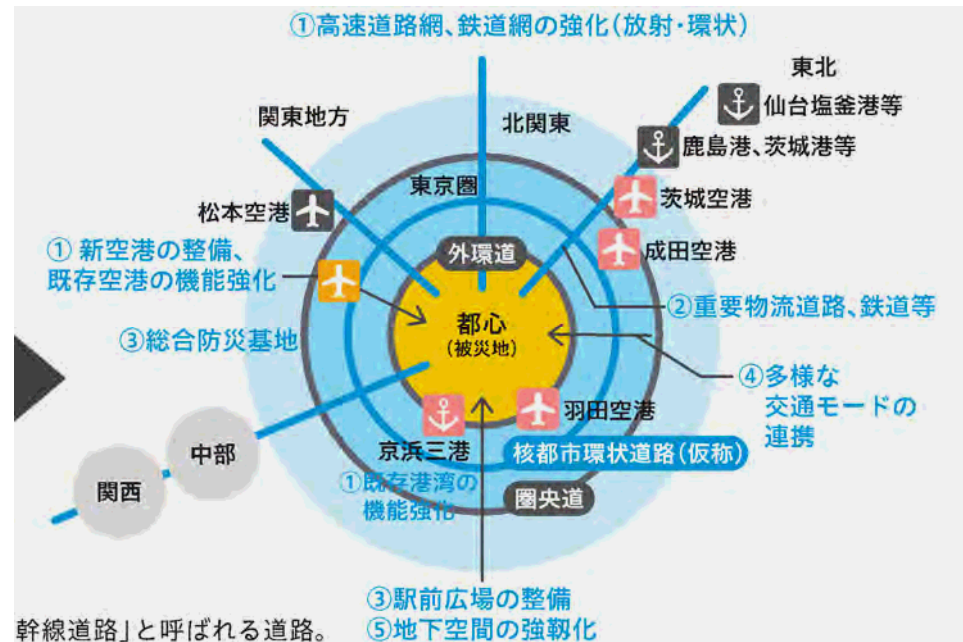 ①高速道路網、鉄道網の強化（放射・環状）
東北
仙台塩釜港等
関東地方
北関東
鹿島港、茨城港等
東京圏
茨城空港
松本空港
① 新空港の整備、
既存空港の機能強化
外環道
成田空港
②重要物流道路、鉄道等
都心
（被災地）
③総合防災基地
④多様な
交通モードの
連携
羽田空港
京浜三港
中部
関西
核都市環状道路（仮称）
①既存港湾の
機能強化
圏央道
③駅前広場の整備
⑤地下空間の強靱化
幹線道路」と呼ばれる道路。